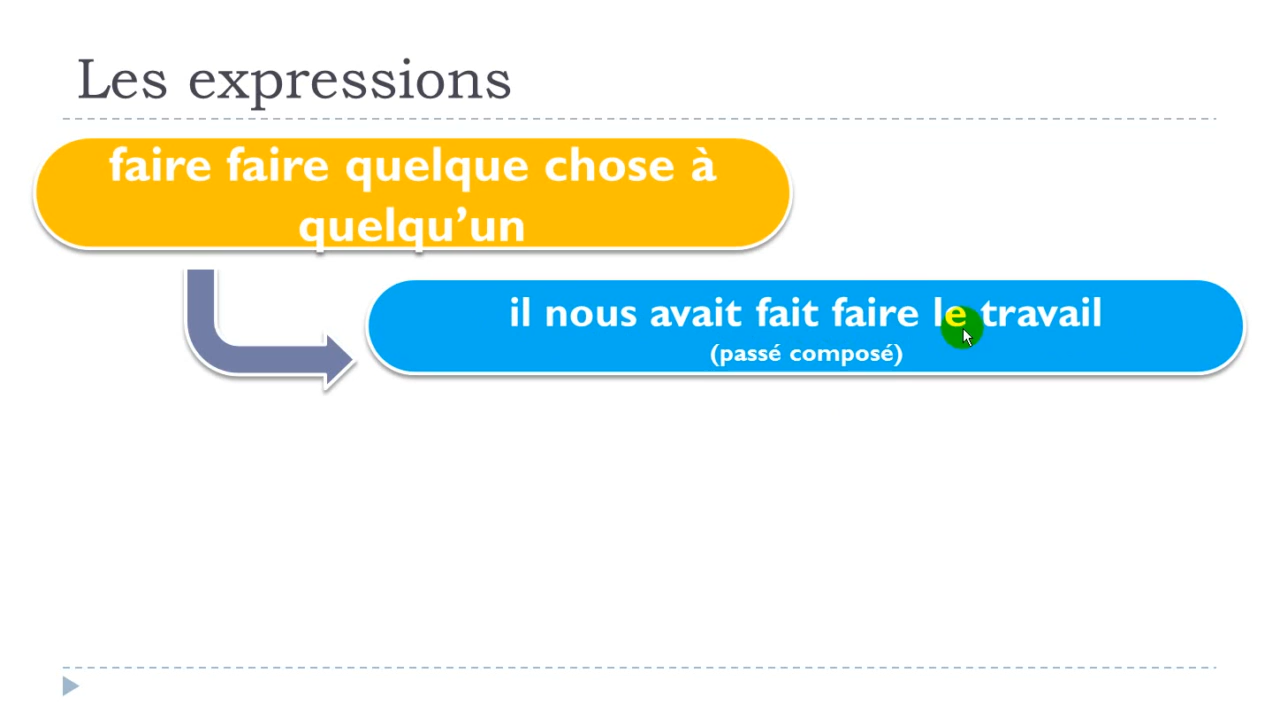 Les expressions
faire faire quelque chose à
quelqu’un
il nous avait fait faire le travail
(passé composé)